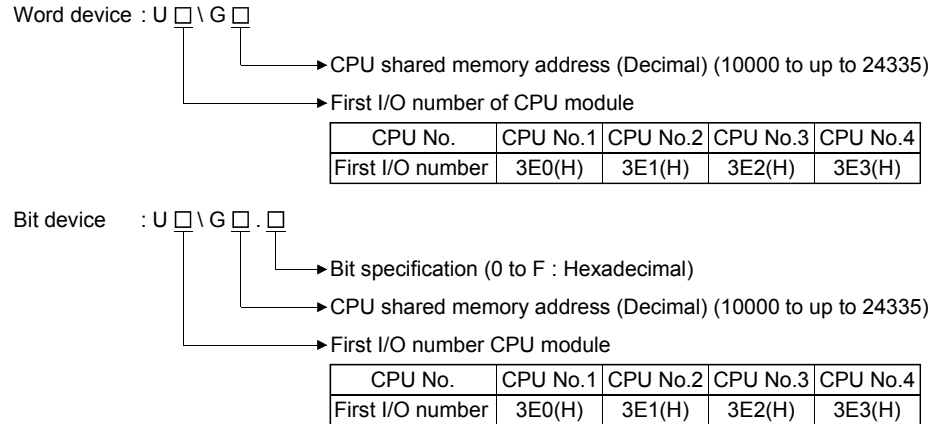 Word device : U □ \ G □
CPU shared memory address (Decimal) (10000 to up to 24335)
First I/O number of CPU module
CPU No. CPU No.1 CPU No.2 CPU No.3 CPU No.4
First I/O number 3E0(H) 3E1(H) 3E2(H) 3E3(H)
Bit device : U □ \ G □ . □
Bit specification (0 to F : Hexadecimal)
CPU shared memory address (Decimal) (10000 to up to 24335)
First I/O number CPU module
CPU No. CPU No.1 CPU No.2 CPU No.3 CPU No.4
First I/O number 3E0(H) 3E1(H) 3E2(H) 3E3(H)